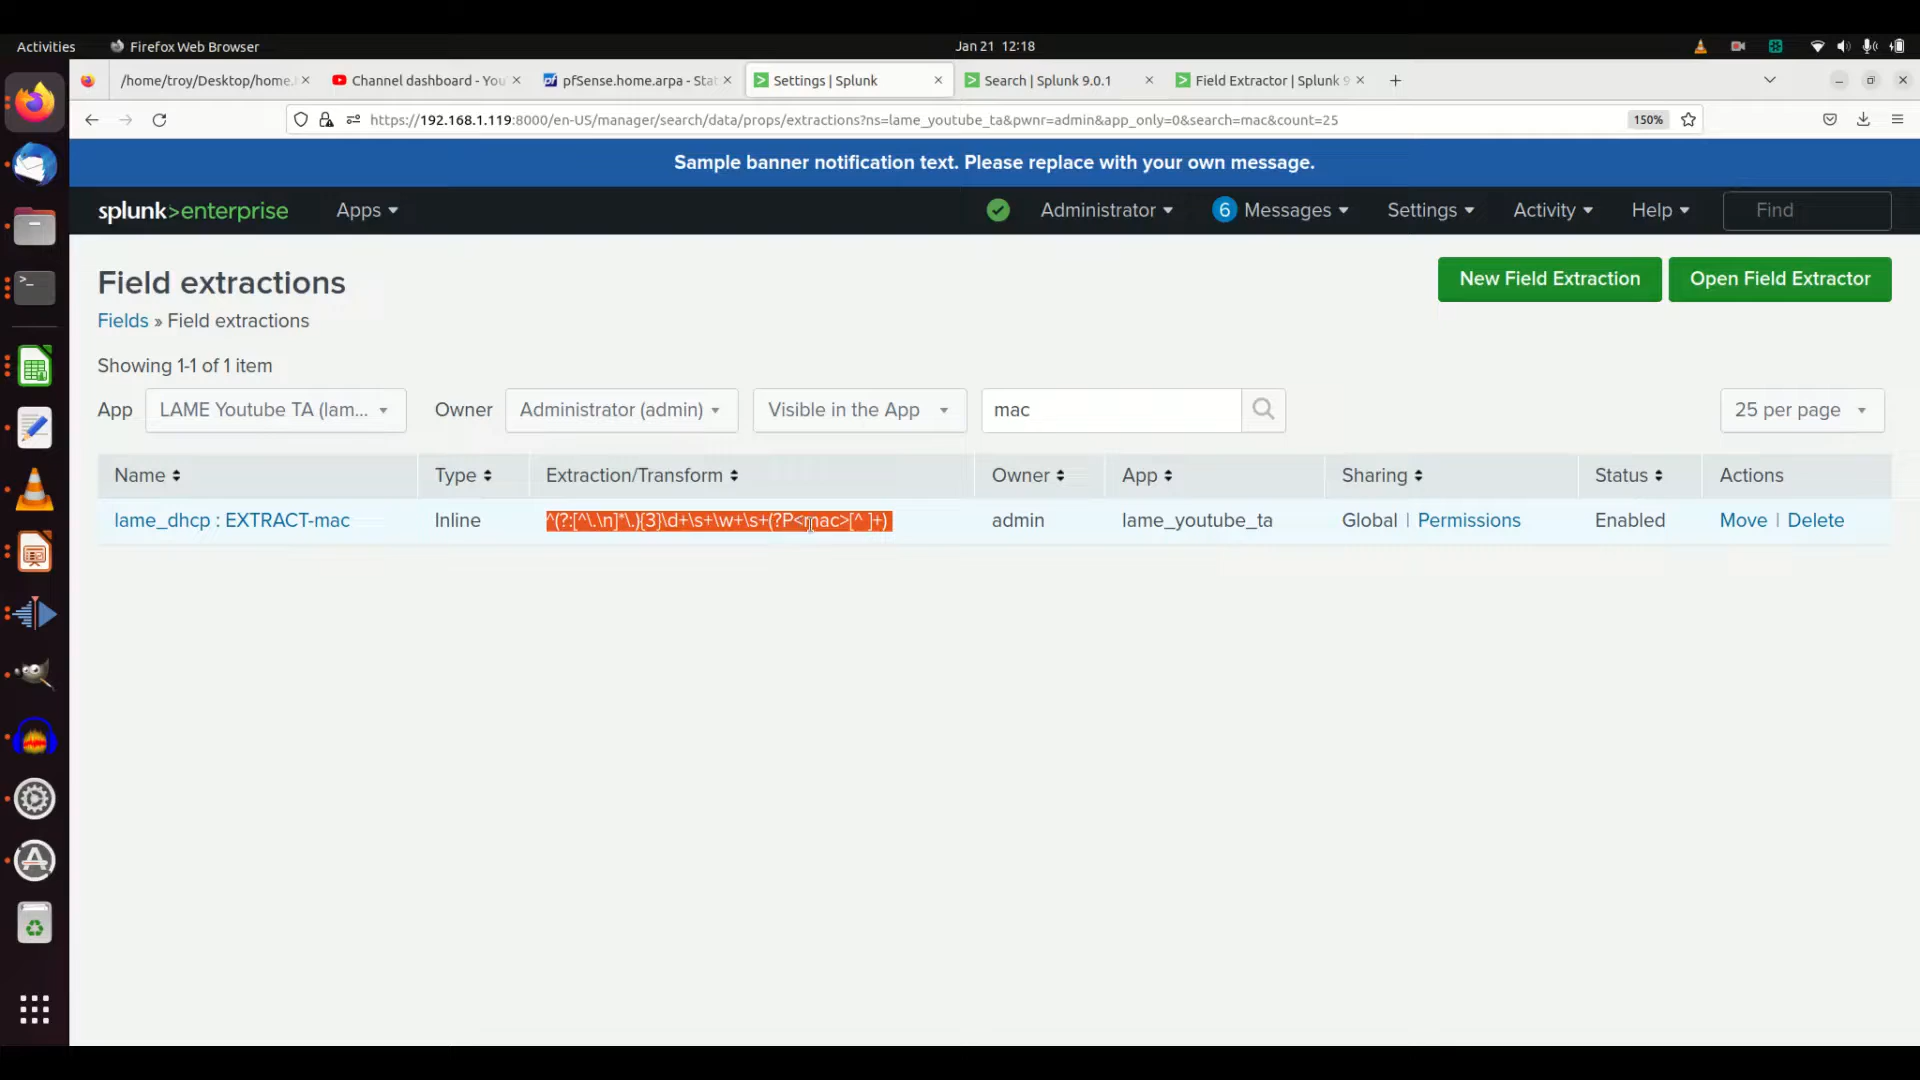 Activities Firefox Web Browser Jan 21 12:18
/home/troy/Desktop/home. Channel dashboard - You pfSense.home.arpa - Stat Settings | Splunk Search | Splunk 9.0.1 Field Extractor | Splunk 9
https://192.168.1.119:8000/en-US/manager/search/data/props/extractions?ns=lame_youtube_ta&pwnr=admin&app_only=0&search=mac&count=25 150%
Sample banner notification text. Please replace with your own message.
splunk>enterprise Apps Administrator 6 Messages Settings Activity Help Find
Field extractions New Field Extraction Open Field Extractor
Fields » Field extractions
Showing 1-1 of 1 item
App LAME Youtube TA (lam... Owner Administrator (admin) Visible in the App mac 25 per page
Name Type Extraction/Transform Owner App Sharing Status Actions
lame_dhcp : EXTRACT-mac Inline ^(?:[^\.\n]*\.){3}\d+\s+\w+\s+(?P<mac>[^ ]+) admin lame_youtube_ta Global | Permissions Enabled Move | Delete